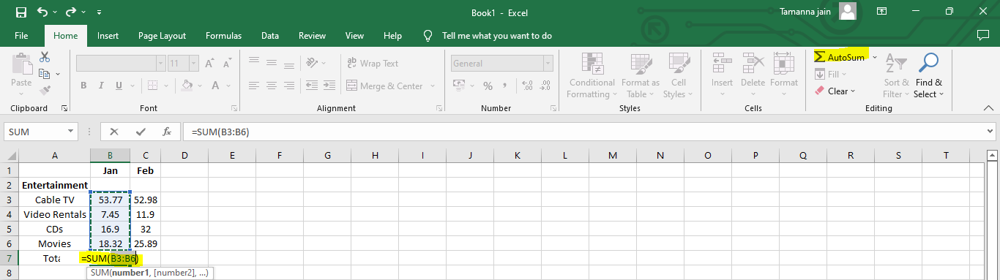 Book1 - Excel
Tamanna jain
File Home Insert Page Layout Formulas Data Review View Help Tell me what you want to do
Paste
Clipboard
11 A A
B I U A
Font
ab Wrap Text
Merge & Center
Alignment
General
% , .00 .00
Number
Conditional Formatting
Format as Table
Cell Styles
Styles
Insert Delete Format
Cells
Σ AutoSum
Fill
Clear
Sort & Filter
Find & Select
Editing
SUM fx =SUM(B3:B6)
A B C D E F G H I J K L M N O P Q R S T
1 Jan Feb
2 Entertainment
3 Cable TV 53.77 52.98
4 Video Rentals 7.45 11.9
5 CDs 16.9 32
6 Movies 18.32 25.89
7 Tota =SUM(B3:B6)
8 SUM(number1, [number2], ...)